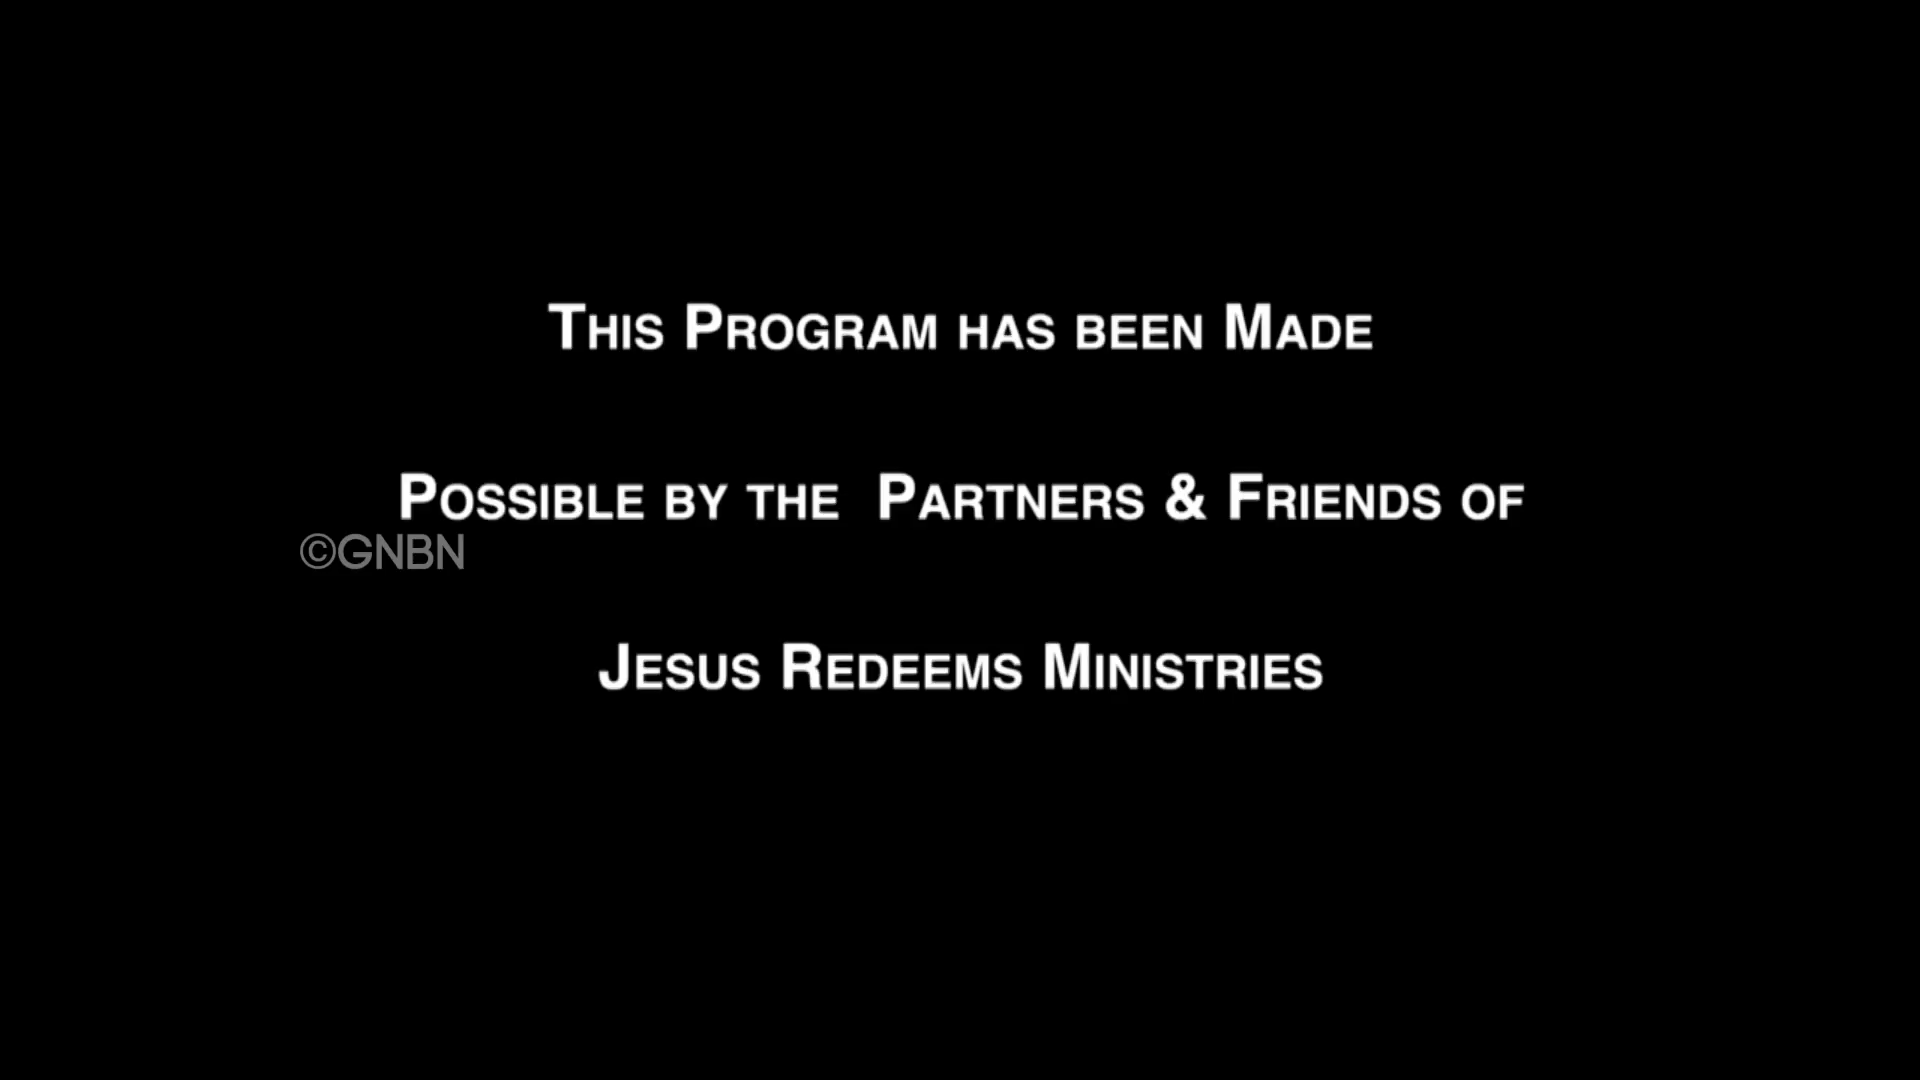 This Program has been Made
Possible by the  Partners & Friends of
©GNBN
Jesus Redeems Ministries